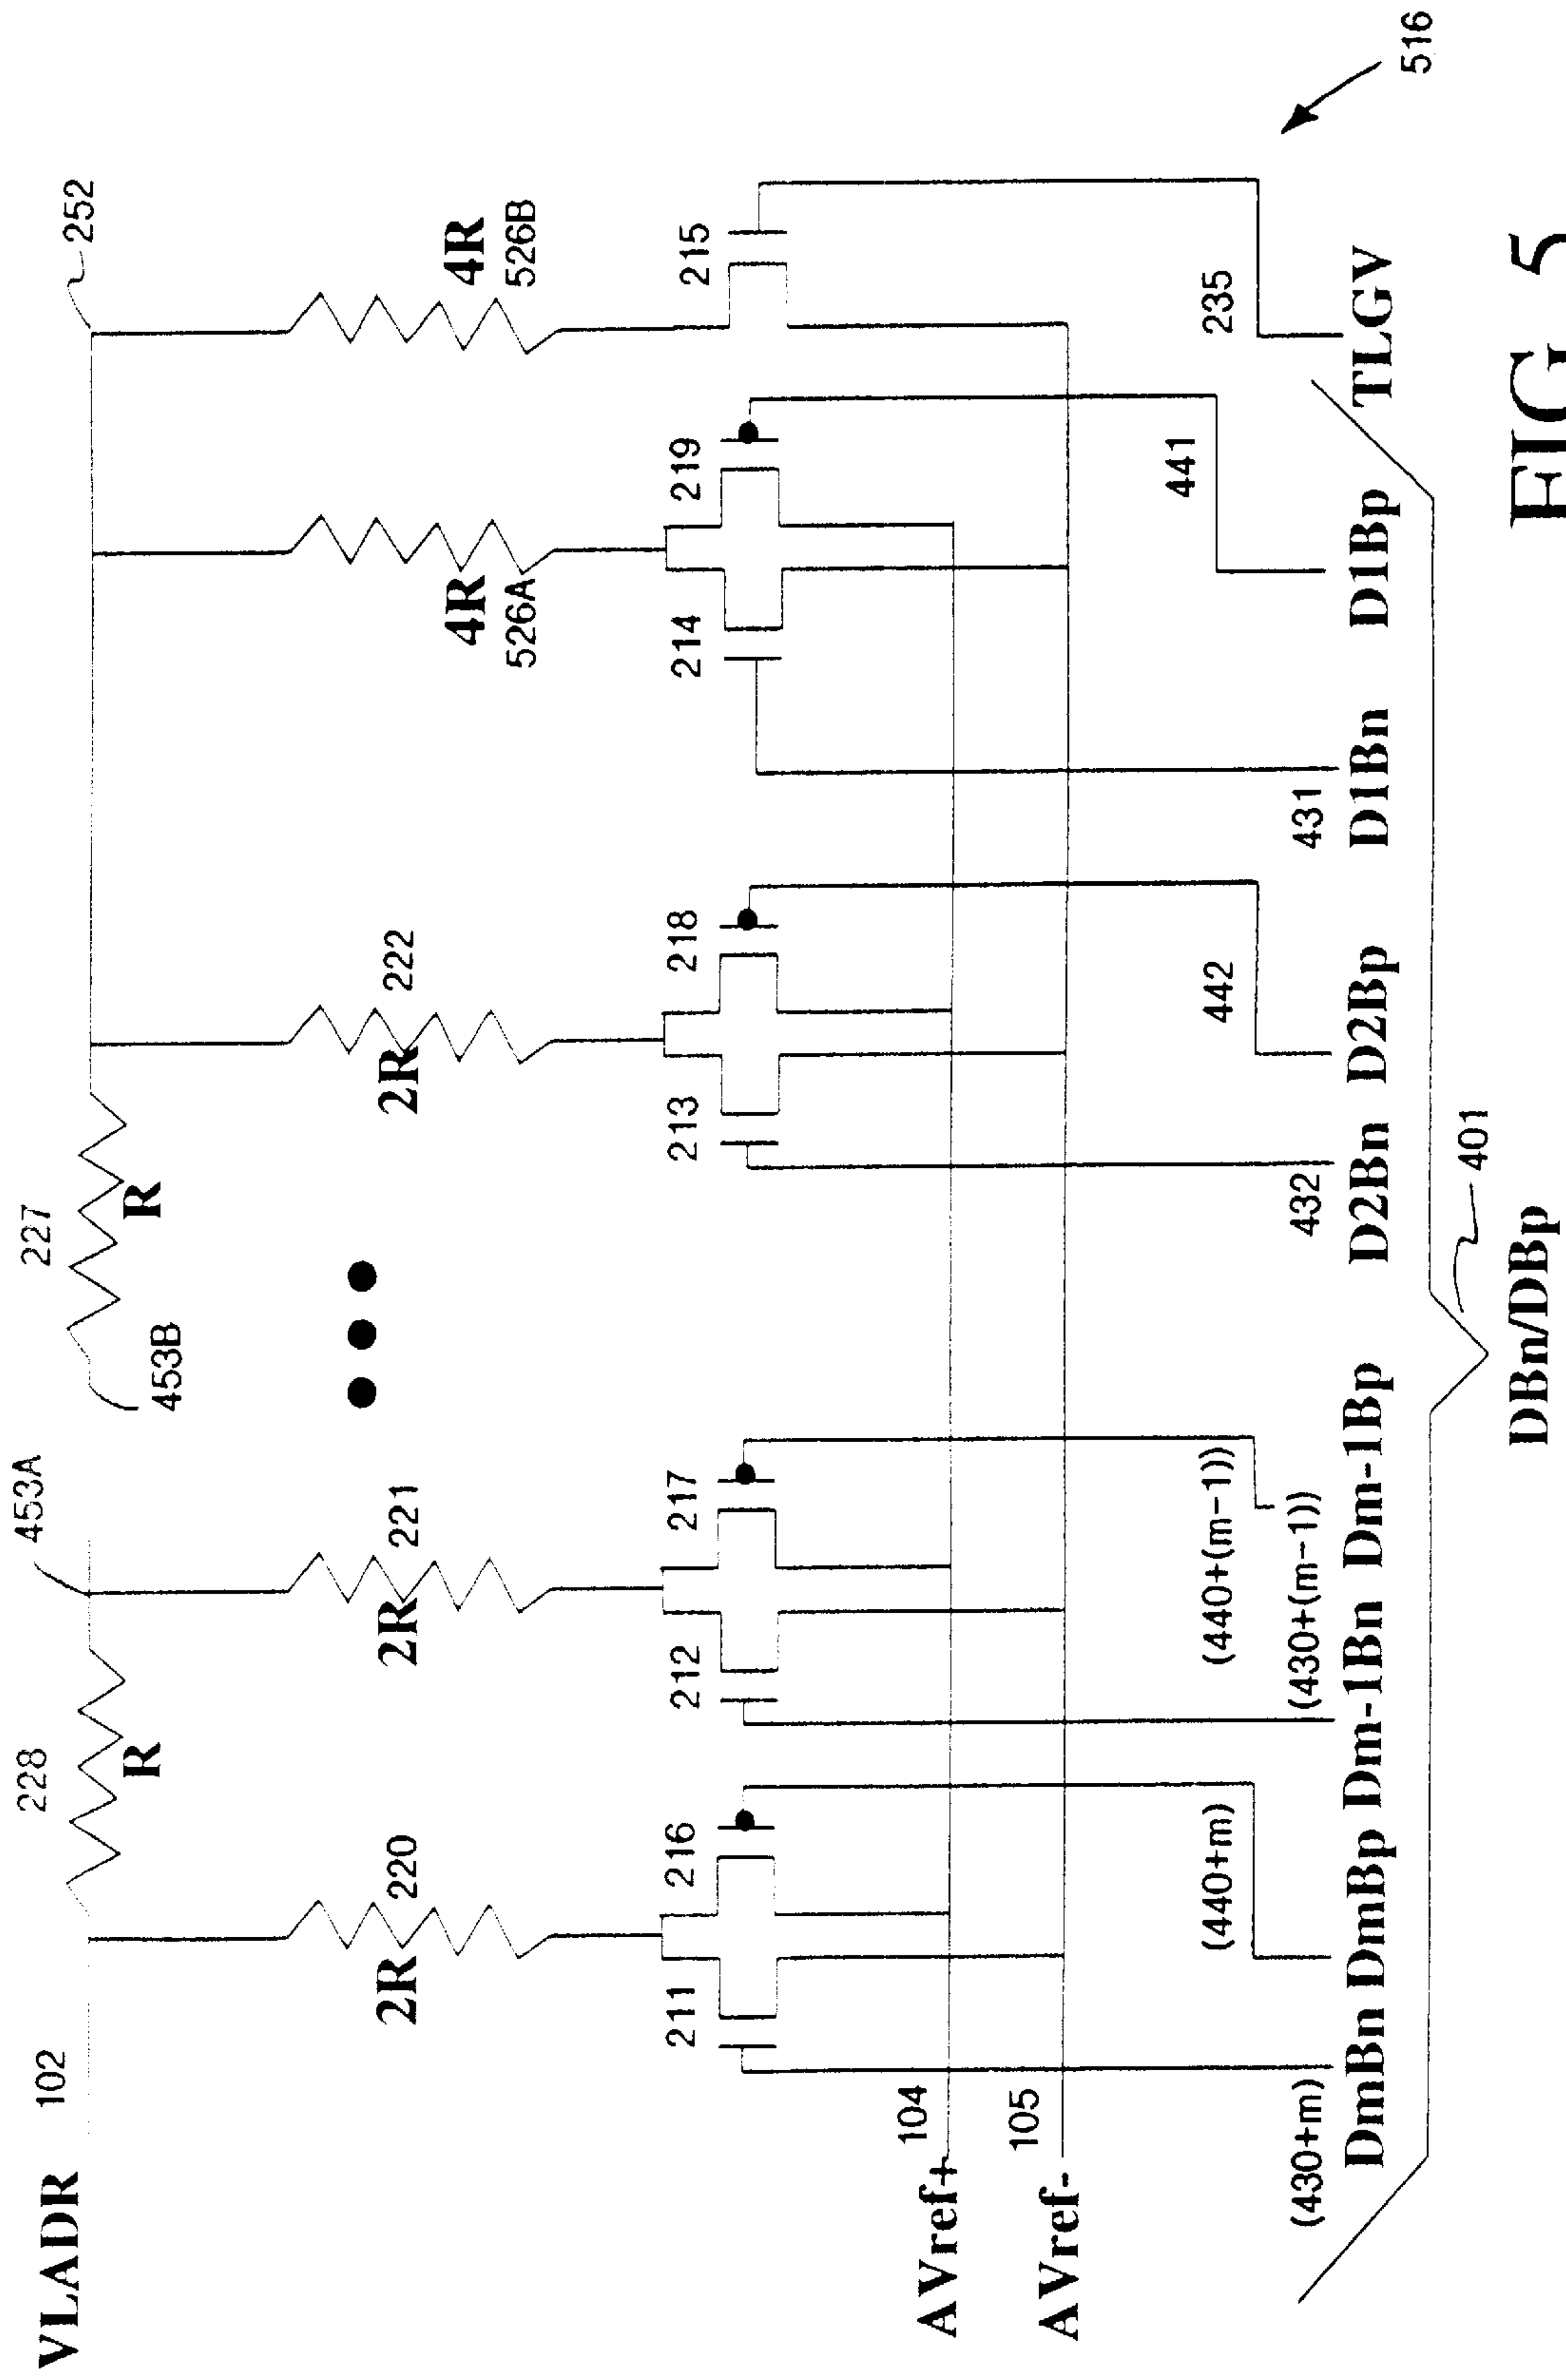 VLADR 102 228 453A 453B 227 252
R R
2R 220 2R 221 2R 222 4R 526A 4R 526B
211 216 212 217 213 218 214 219 215
AVref+ 104
AVref- 105
(430+m) (440+m) (440+(m-1)) (430+(m-1)) 432 442 431 441 235
DmBn DmBp Dm-1Bn Dm-1Bp D2Bn D2Bp D1Bn D1Bp TLGV
401
DBn/DBp
516
FIG 5